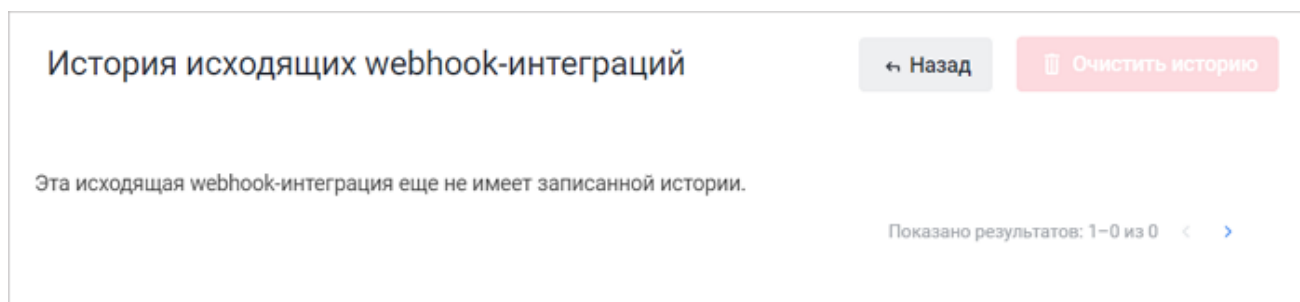 История исходящих webhook-интеграций
Назад
Очистить историю
Эта исходящая webhook-интеграция еще не имеет записанной истории.
Показано результатов: 1–0 из 0